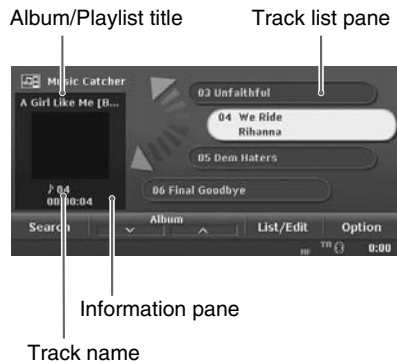 Album/Playlist title
Track list pane
Music Catcher
A Girl Like Me [B...
03 Unfaithful
04 We Ride
Rihanna
05 Dem Haters
06 Final Goodbye
♪ 04
00:00:04
Search
Album
List/Edit
Option
0:00
Information pane
Track name